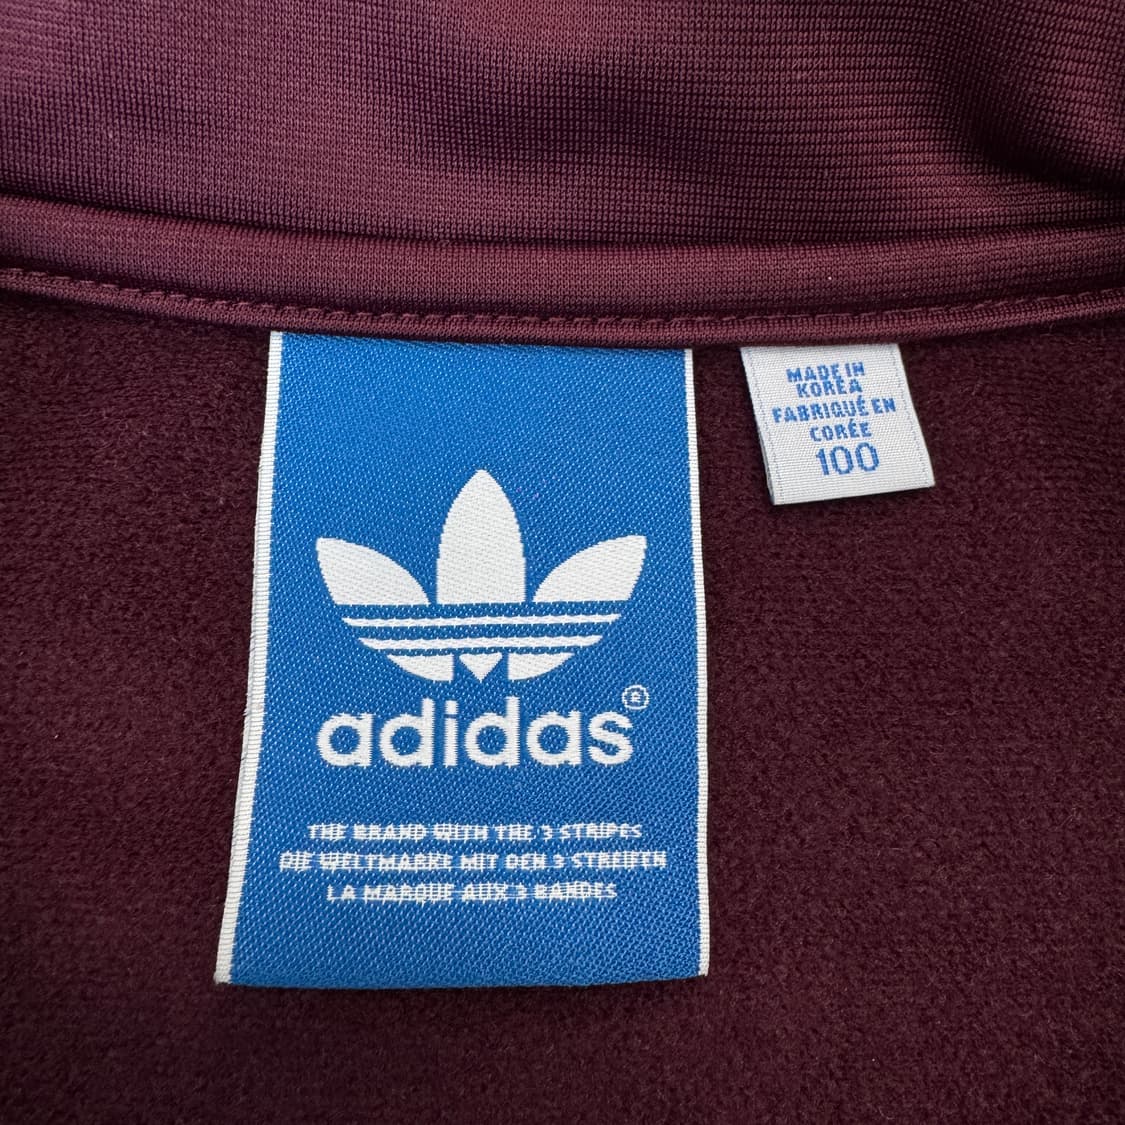 adidas®
THE BRAND WITH THE 3 STRIPES
DIE WELTMARKE MIT DEN 3 STREIFEN
LA MARQUE AUX 3 BANDES
MADE IN
KOREA
FABRIQUÉ EN
CORÉE
100